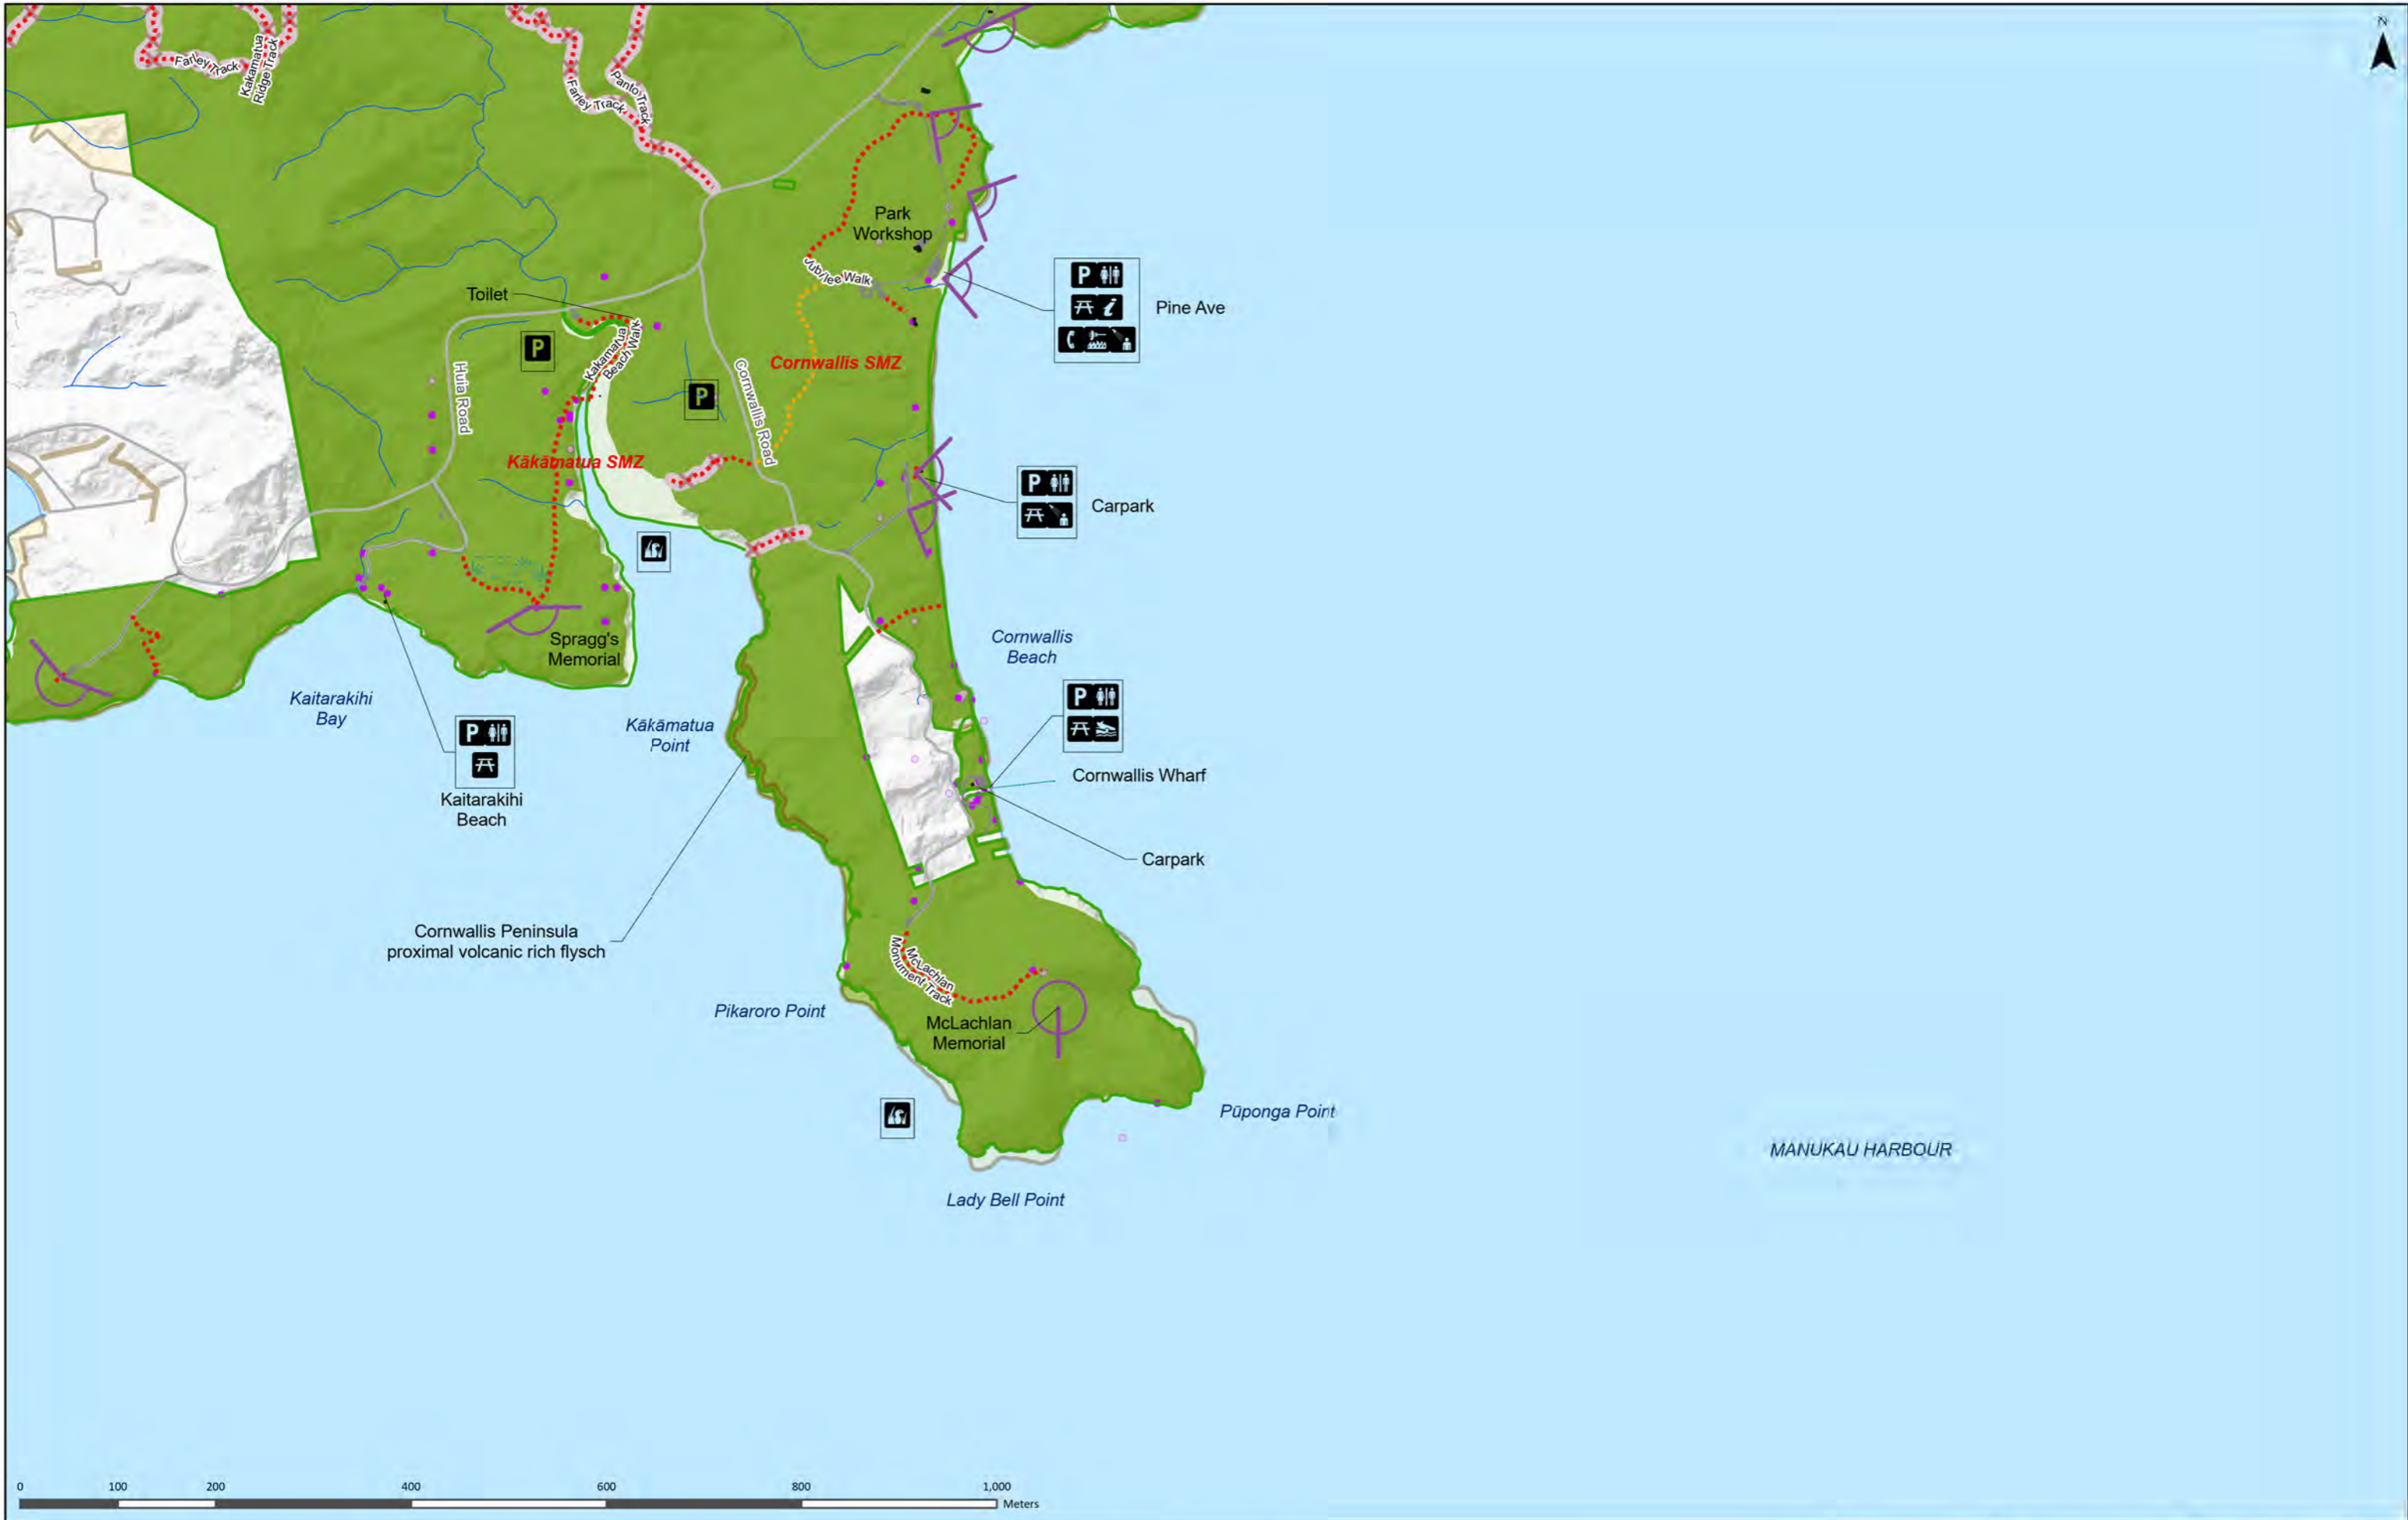 N
Farley Track
Kakamatua
Ridge Track
Farley Track
Panto Track
Park
Workshop
Jubilee Walk
Toilet
P
Kakamatua
Beach Walk
P
Pine Ave
Cornwallis SMZ
P
Huia Road
Cornwallis Road
Kākāmatua SMZ
P
Carpark
Spragg's
Memorial
Cornwallis
Beach
Kaitarakihi
Bay
P
Kākāmatua
Point
P
Kaitarakihi
Beach
Cornwallis Wharf
Carpark
Cornwallis Peninsula
proximal volcanic rich flysch
McLachlan
Monument Track
Pikaroro Point
McLachlan
Memorial
Pūponga Point
MANUKAU HARBOUR
Lady Bell Point
0 100 200 400 600 800 1,000
Meters